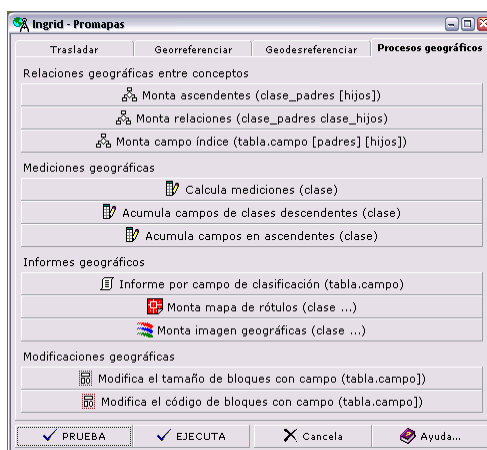 Ingrid - Promapas
Trasladar Georreferenciar Geodesreferenciar Procesos geográficos
Relaciones geográficas entre conceptos
Monta ascendentes (clase_padres [hijos])
Monta relaciones (clase_padres clase_hijos)
Monta campo índice (tabla.campo [padres] [hijos])
Mediciones geográficas
Calcula mediciones (clase)
Acumula campos de clases descendentes (clase)
Acumula campos en ascendentes (clase)
Informes geográficos
Informe por campo de clasificación (tabla.campo)
Monta mapa de rótulos (clase ...)
Monta imagen geográficas (clase ...)
Modificaciones geográficas
Modifica el tamaño de bloques con campo (tabla.campo])
Modifica el código de bloques con campo (tabla.campo])
PRUEBA EJECUTA Cancela Ayuda...